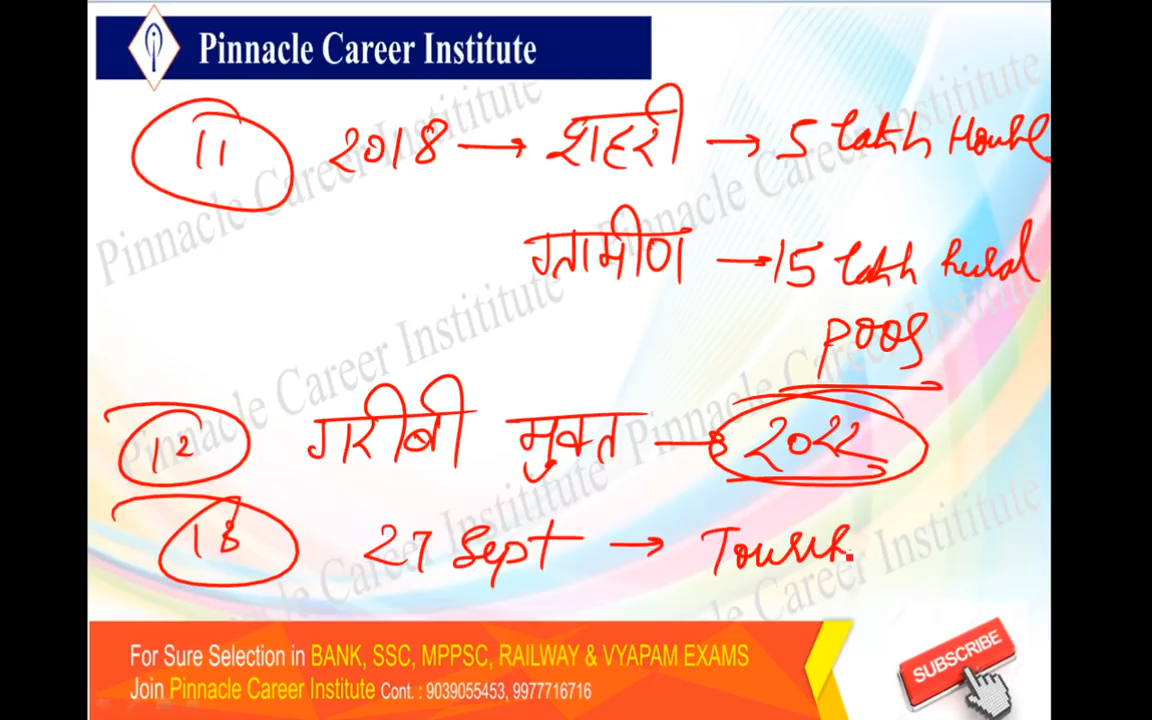 Pinnacle Career Institute
11 2018 → शहरी → 5 lakh House
ग्रामीण → 15 lakh Rural
poor
12 गरीबी मुक्त → 2022
13 27 Sept → Touris
For Sure Selection in BANK, SSC, MPPSC, RAILWAY & VYAPAM EXAMS
Join Pinnacle Career Institute Cont. : 9039055453, 9977716716
SUBSCRIBE